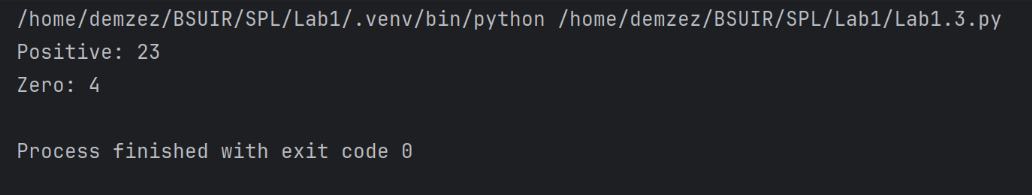 /home/demzez/BSUIR/SPL/Lab1/.venv/bin/python /home/demzez/BSUIR/SPL/Lab1/Lab1.3.py
Positive: 23
Zero: 4
Process finished with exit code 0